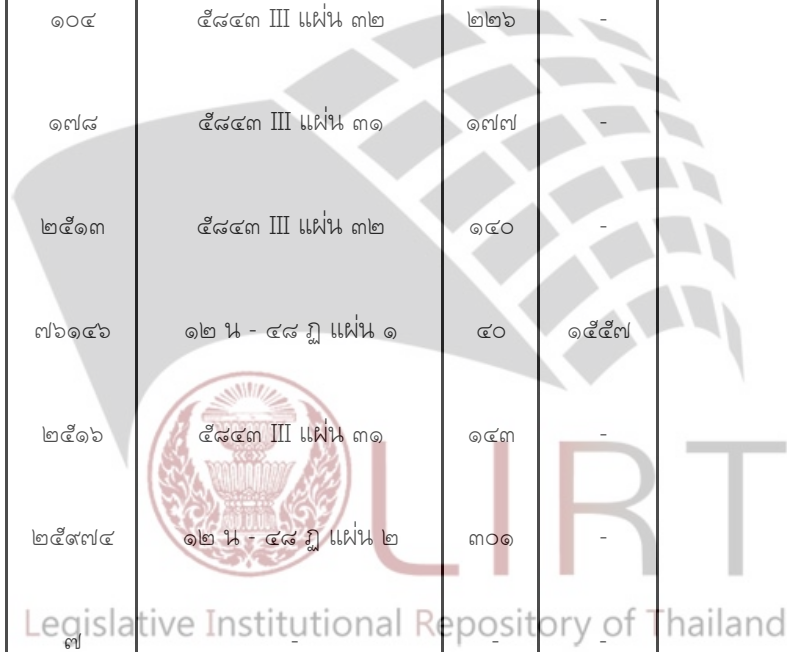 ๑๐๔ ๕๘๔๓ III แผ่น ๓๒ ๒๒๖ -
๑๗๘ ๕๘๔๓ III แผ่น ๓๑ ๑๗๗ -
๒๕๑๓ ๕๘๔๓ III แผ่น ๓๒ ๑๔๐ -
๗๖๑๔๖ ๑๒ น - ๔๘ ฎ แผ่น ๑ ๔๐ ๑๕๕๗
๒๕๑๖ ๕๘๔๓ III แผ่น ๓๑ ๑๔๓ -
LIRT
๒๕๙๗๔ ๑๒ น - ๔๘ ฎ แผ่น ๒ ๓๐๑ -
Legislative Institutional Repository of Thailand
๗ - - -